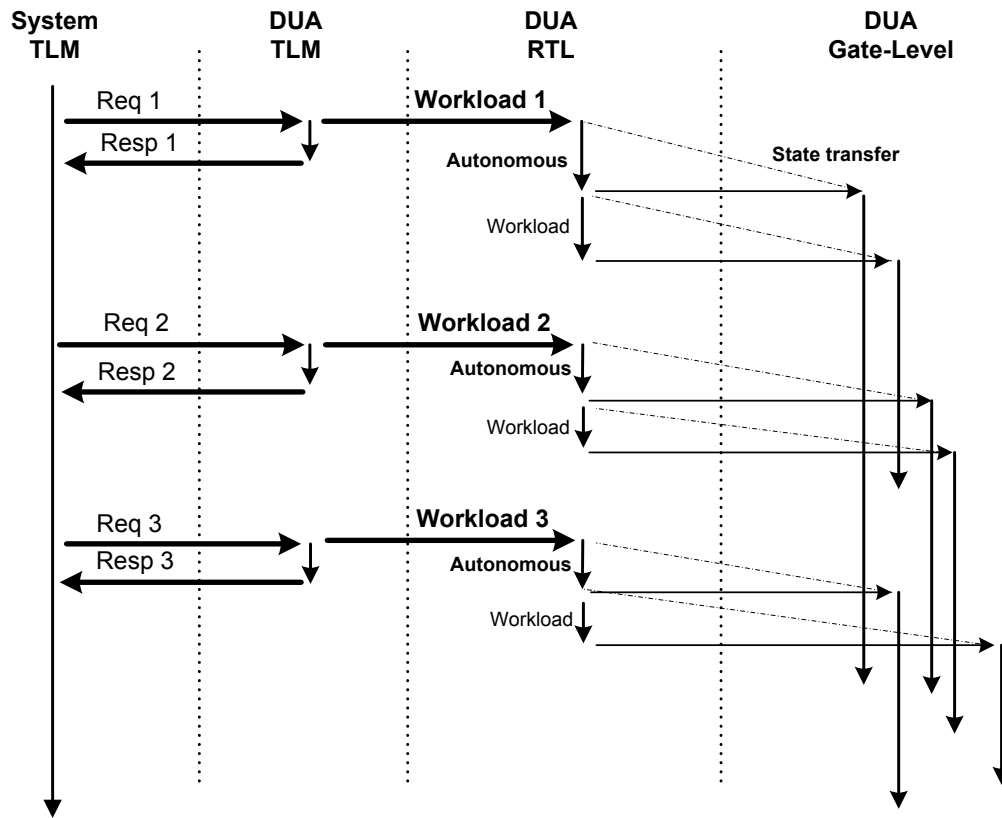 System
TLM
DUA
TLM
DUA
RTL
DUA
Gate-Level
Req 1
Workload 1
Resp 1
Autonomous
State transfer
Workload
Req 2
Workload 2
Resp 2
Autonomous
Workload
Req 3
Workload 3
Resp 3
Autonomous
Workload